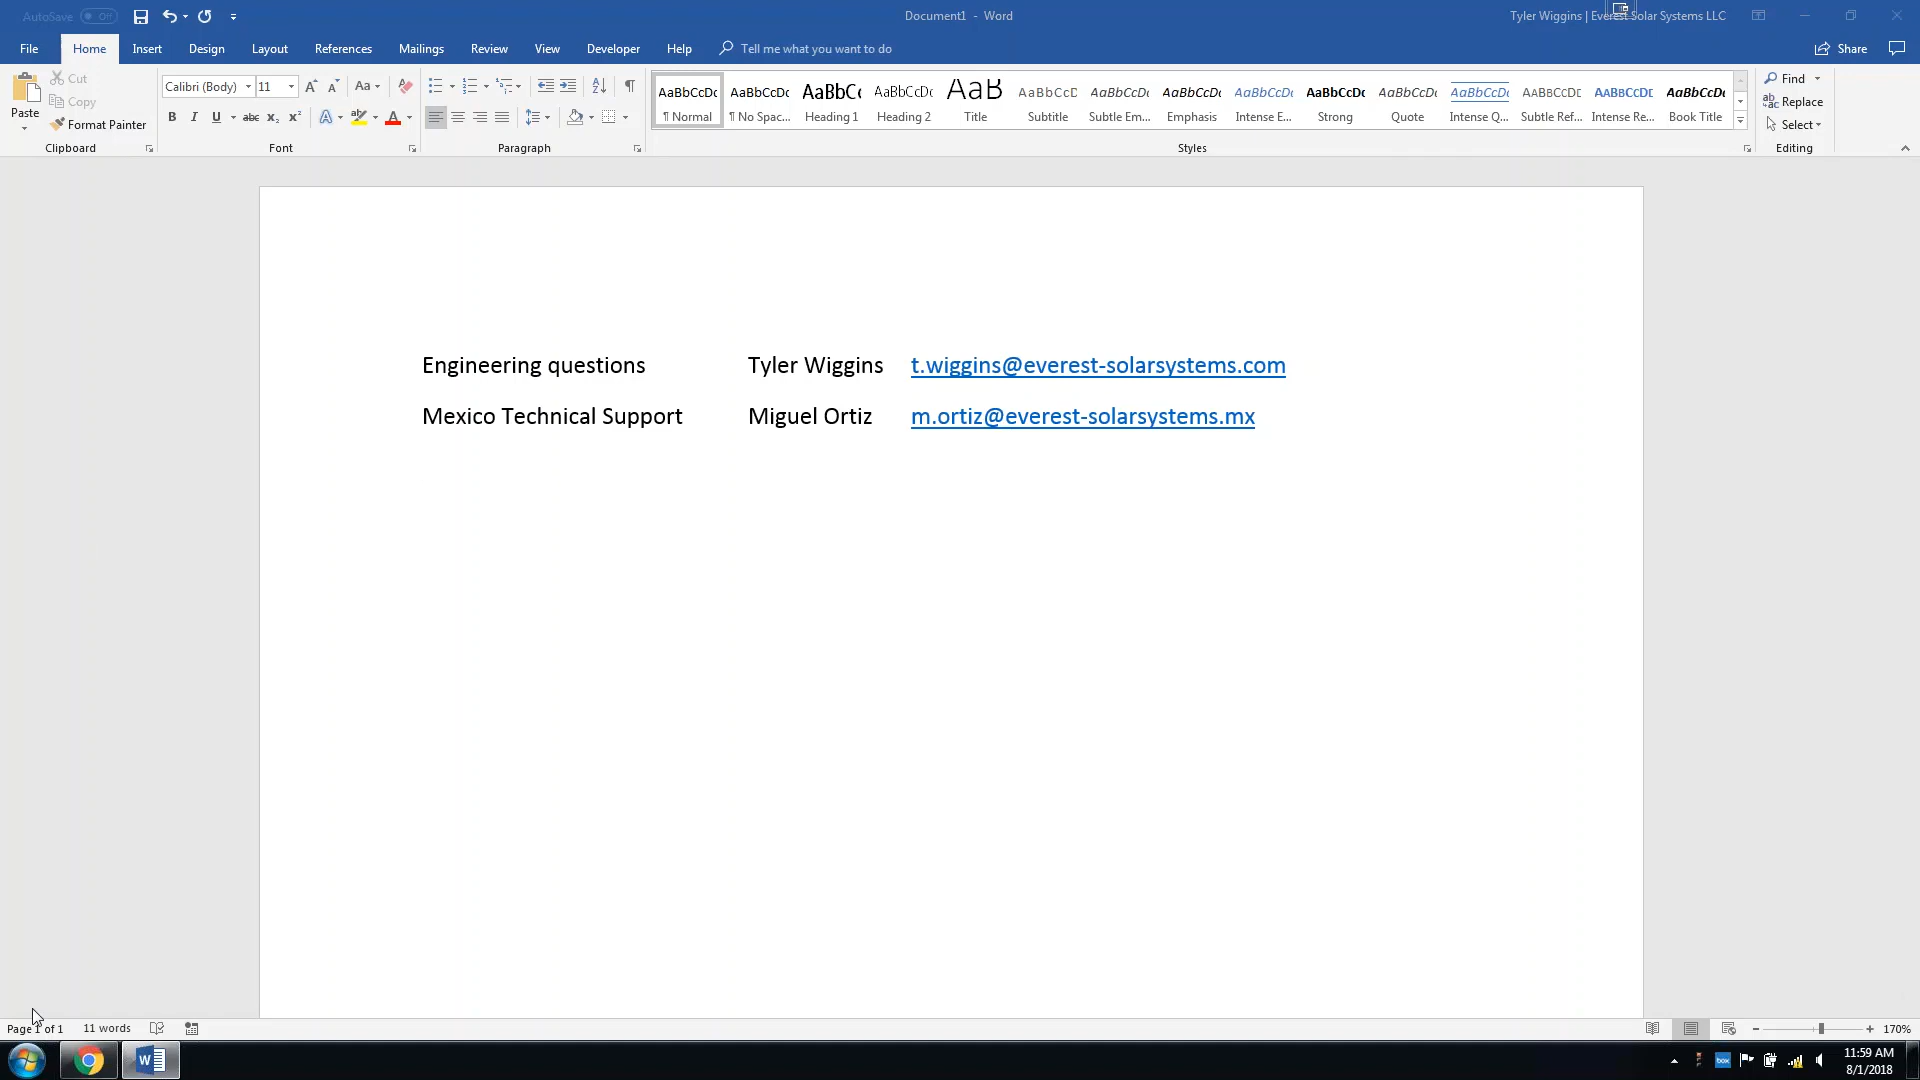 AutoSave Off Document1 - Word Tyler Wiggins | Everest Solar Systems LLC
File Home Insert Design Layout References Mailings Review View Developer Help Tell me what you want to do Share
Paste
Cut
Copy
Format Painter
Clipboard
Calibri (Body) 11
Font
Paragraph
AaBbCcDc AaBbCcDc AaBbC AaBbCcDc AaB AaBbCcD AaBbCcDc AaBbCcDc AaBbCcDc AaBbCcDc AaBbCcDc AaBbCcDc AaBbCcDd AaBbCcDd AaBbCcDc
¶ Normal ¶ No Spac... Heading 1 Heading 2 Title Subtitle Subtle Em... Emphasis Intense E... Strong Quote Intense Q... Subtle Ref... Intense Re... Book Title
Styles
Find
Replace
Select
Editing
Engineering questions Tyler Wiggins t.wiggins@everest-solarsystems.com
Mexico Technical Support Miguel Ortiz m.ortiz@everest-solarsystems.mx
Page 1 of 1 11 words 170%
11:59 AM
8/1/2018